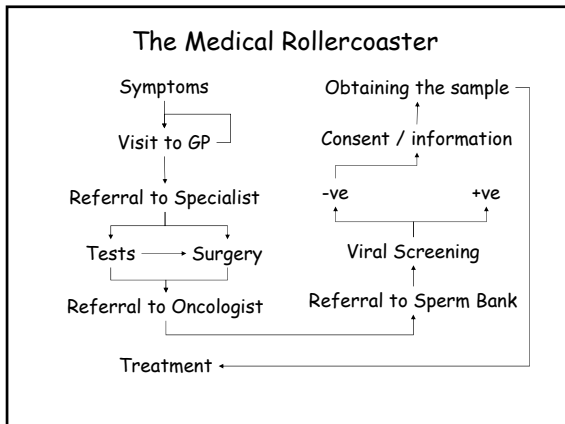 The Medical Rollercoaster
Symptoms
Visit to GP
Referral to Specialist
Tests
Surgery
Referral to Oncologist
Treatment
Obtaining the sample
Consent / information
-ve
+ve
Viral Screening
Referral to Sperm Bank